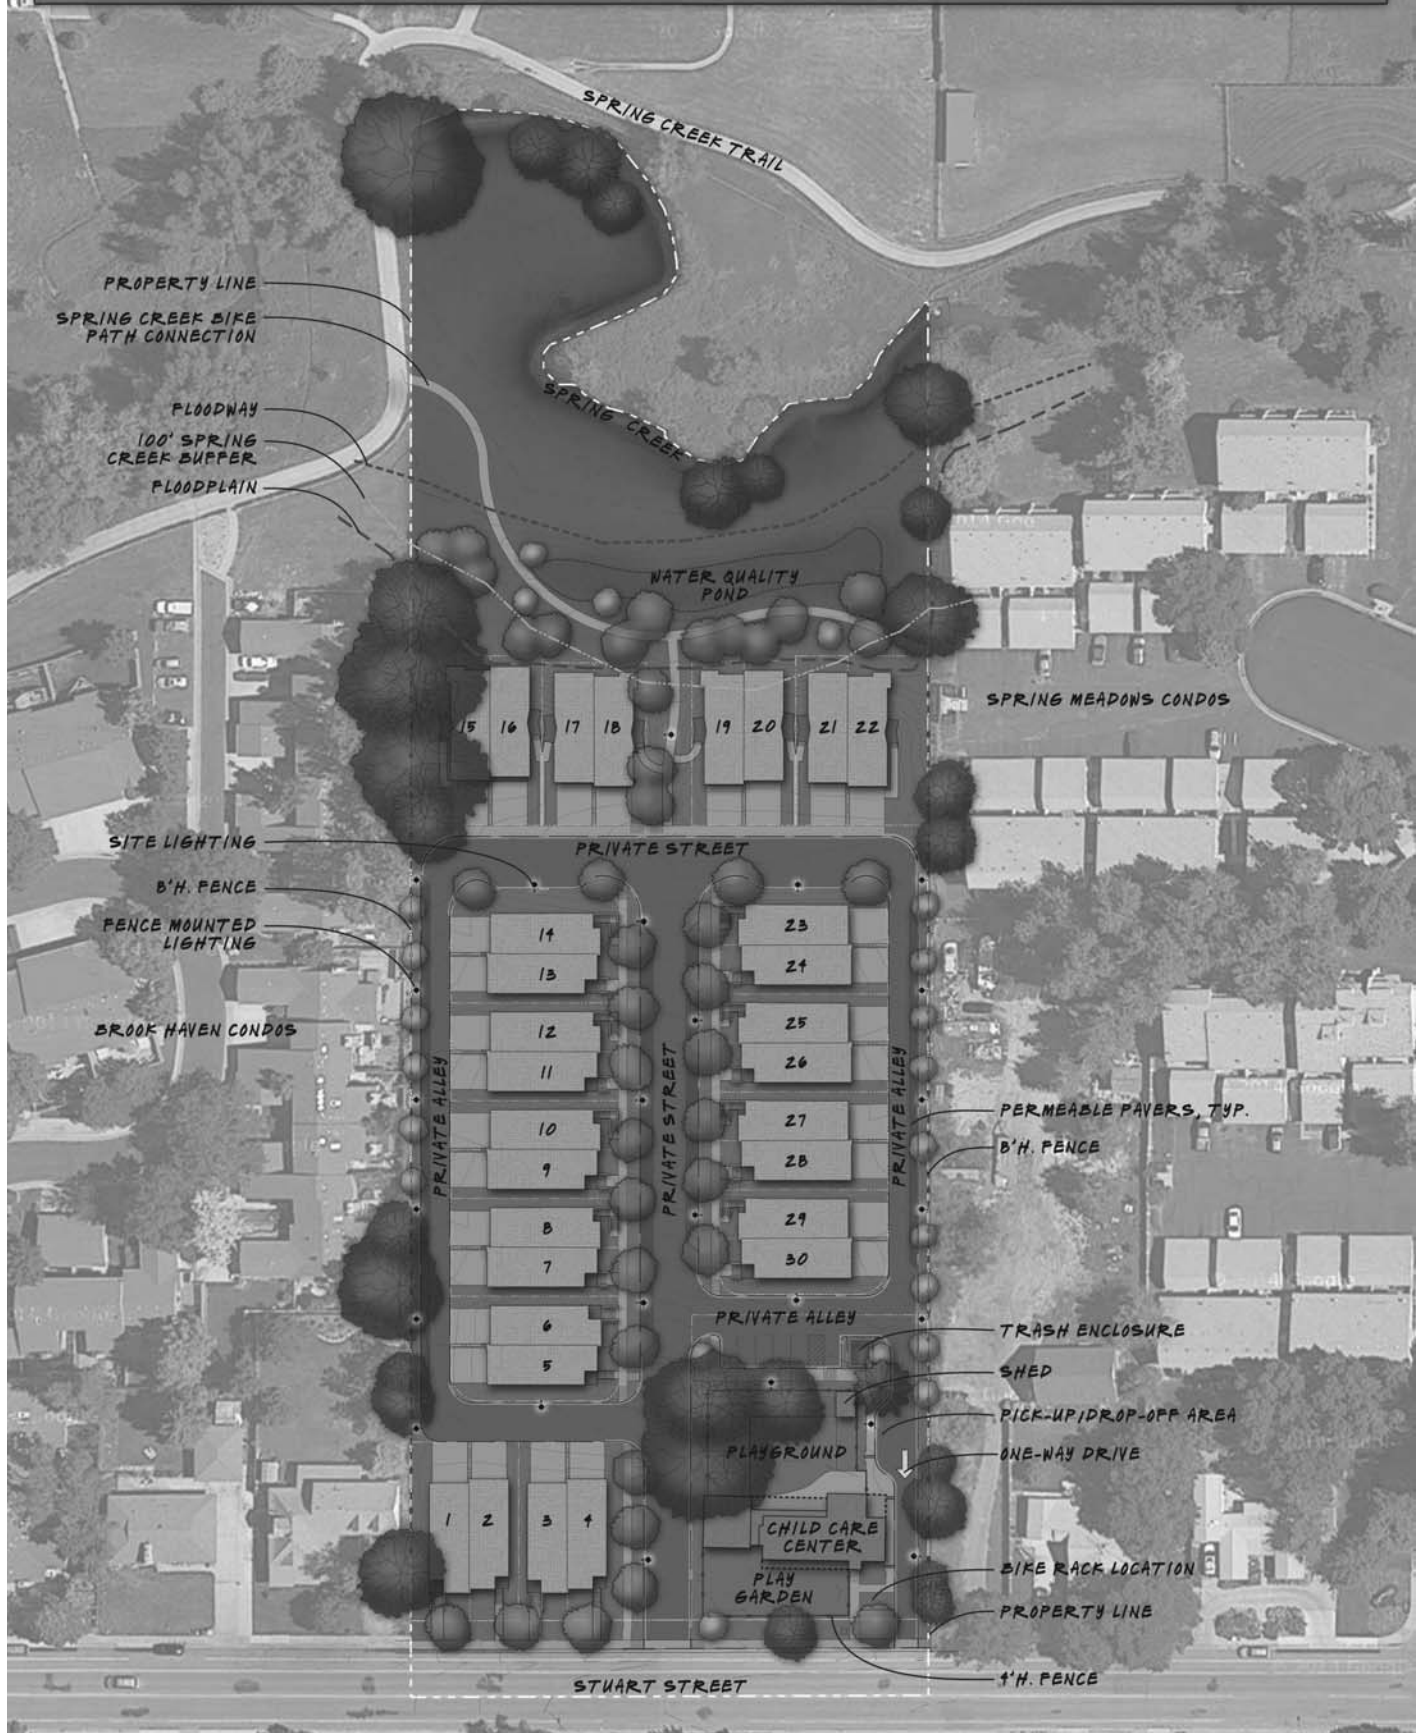 SPRING CREEK TRAIL
PROPERTY LINE
SPRING CREEK BIKE
PATH CONNECTION
SPRING CREEK
FLOODWAY
100' SPRING
CREEK BUFFER
FLOODPLAIN
WATER QUALITY
POND
SPRING MEADOWS CONDOS
15 16 17 18 19 20 21 22
SITE LIGHTING
PRIVATE STREET
8'H. FENCE
FENCE MOUNTED
LIGHTING
14
13
12
11
10
9
8
7
6
5
23
24
25
26
27
28
29
30
BROOK HAVEN CONDOS
PRIVATE ALLEY
PRIVATE STREET
PRIVATE ALLEY
PERMEABLE PAVERS, TYP.
8'H. FENCE
PRIVATE ALLEY
TRASH ENCLOSURE
SHED
PICK-UP/DROP-OFF AREA
PLAYGROUND
ONE-WAY DRIVE
1 2 3 4
CHILD CARE
CENTER
PLAY
GARDEN
BIKE RACK LOCATION
PROPERTY LINE
4'H. FENCE
STUART STREET